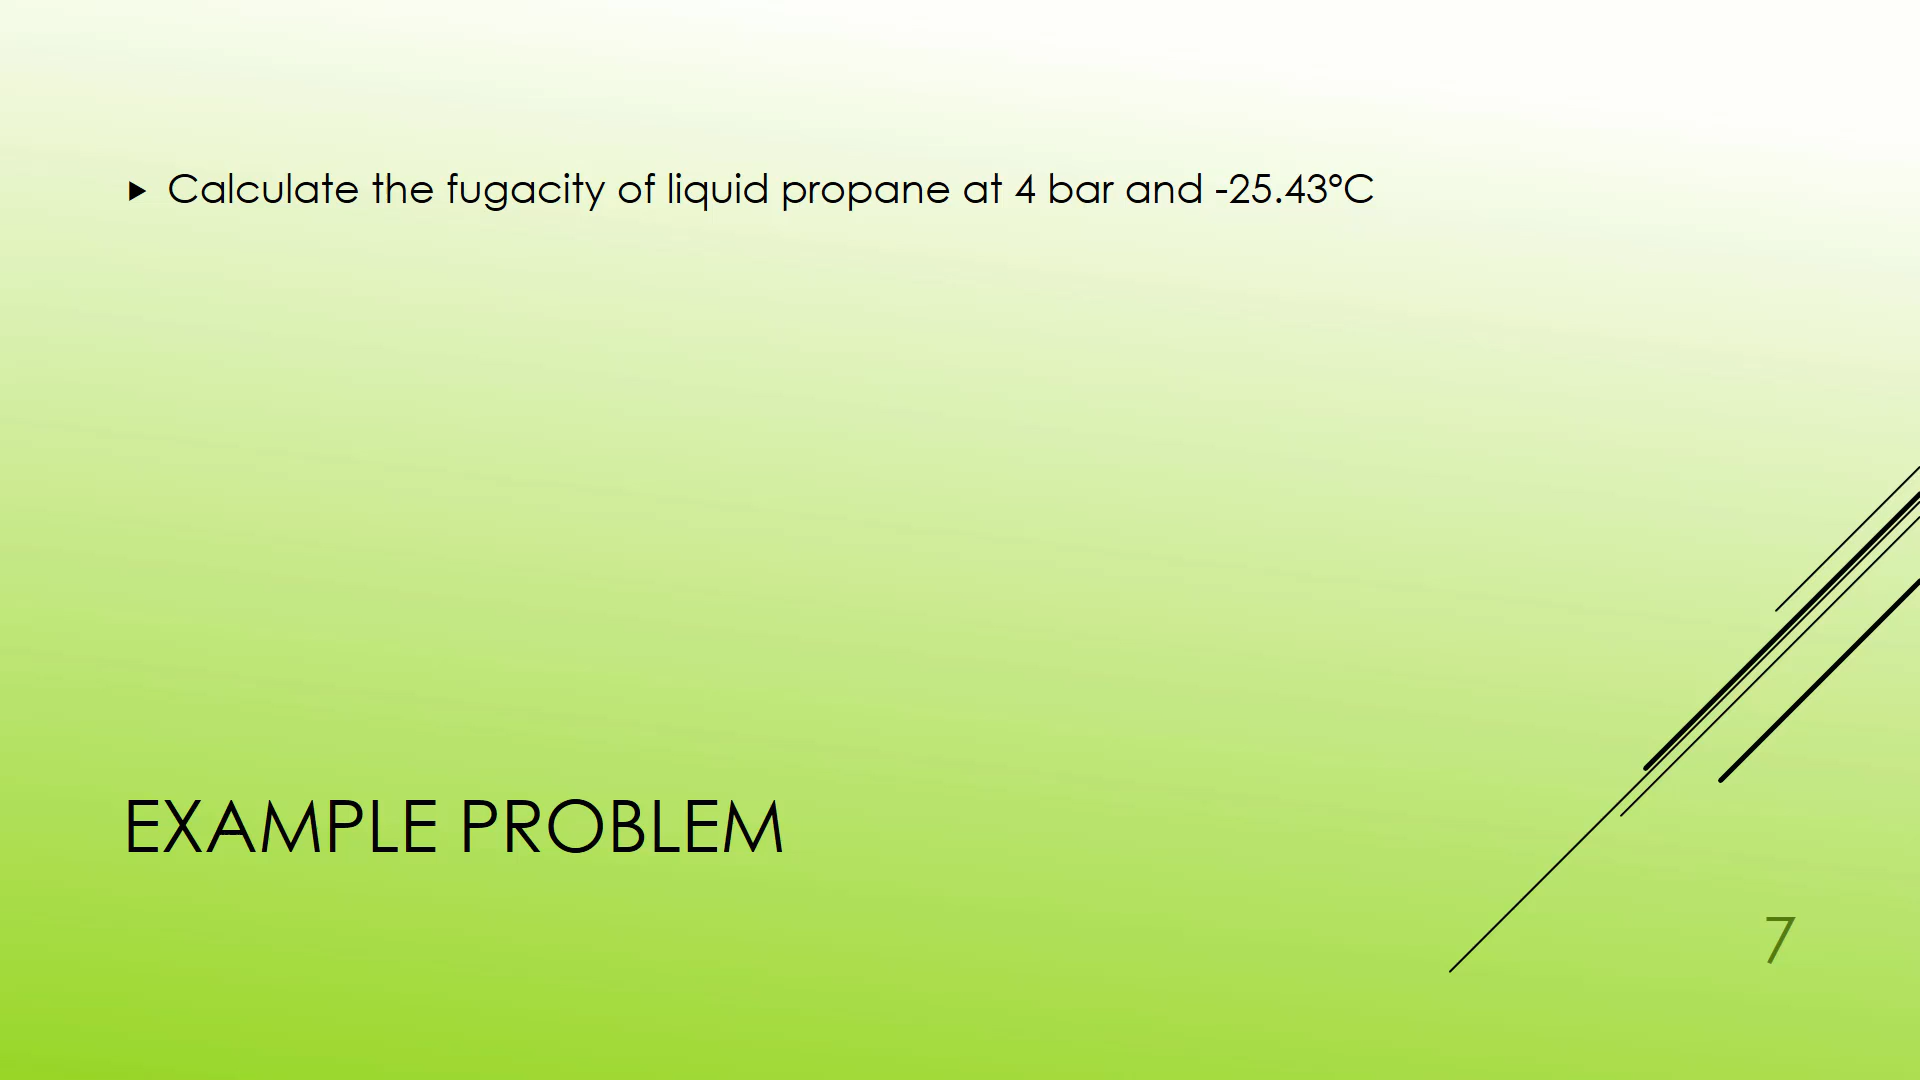 Calculate the fugacity of liquid propane at 4 bar and -25.43°C
EXAMPLE PROBLEM
7